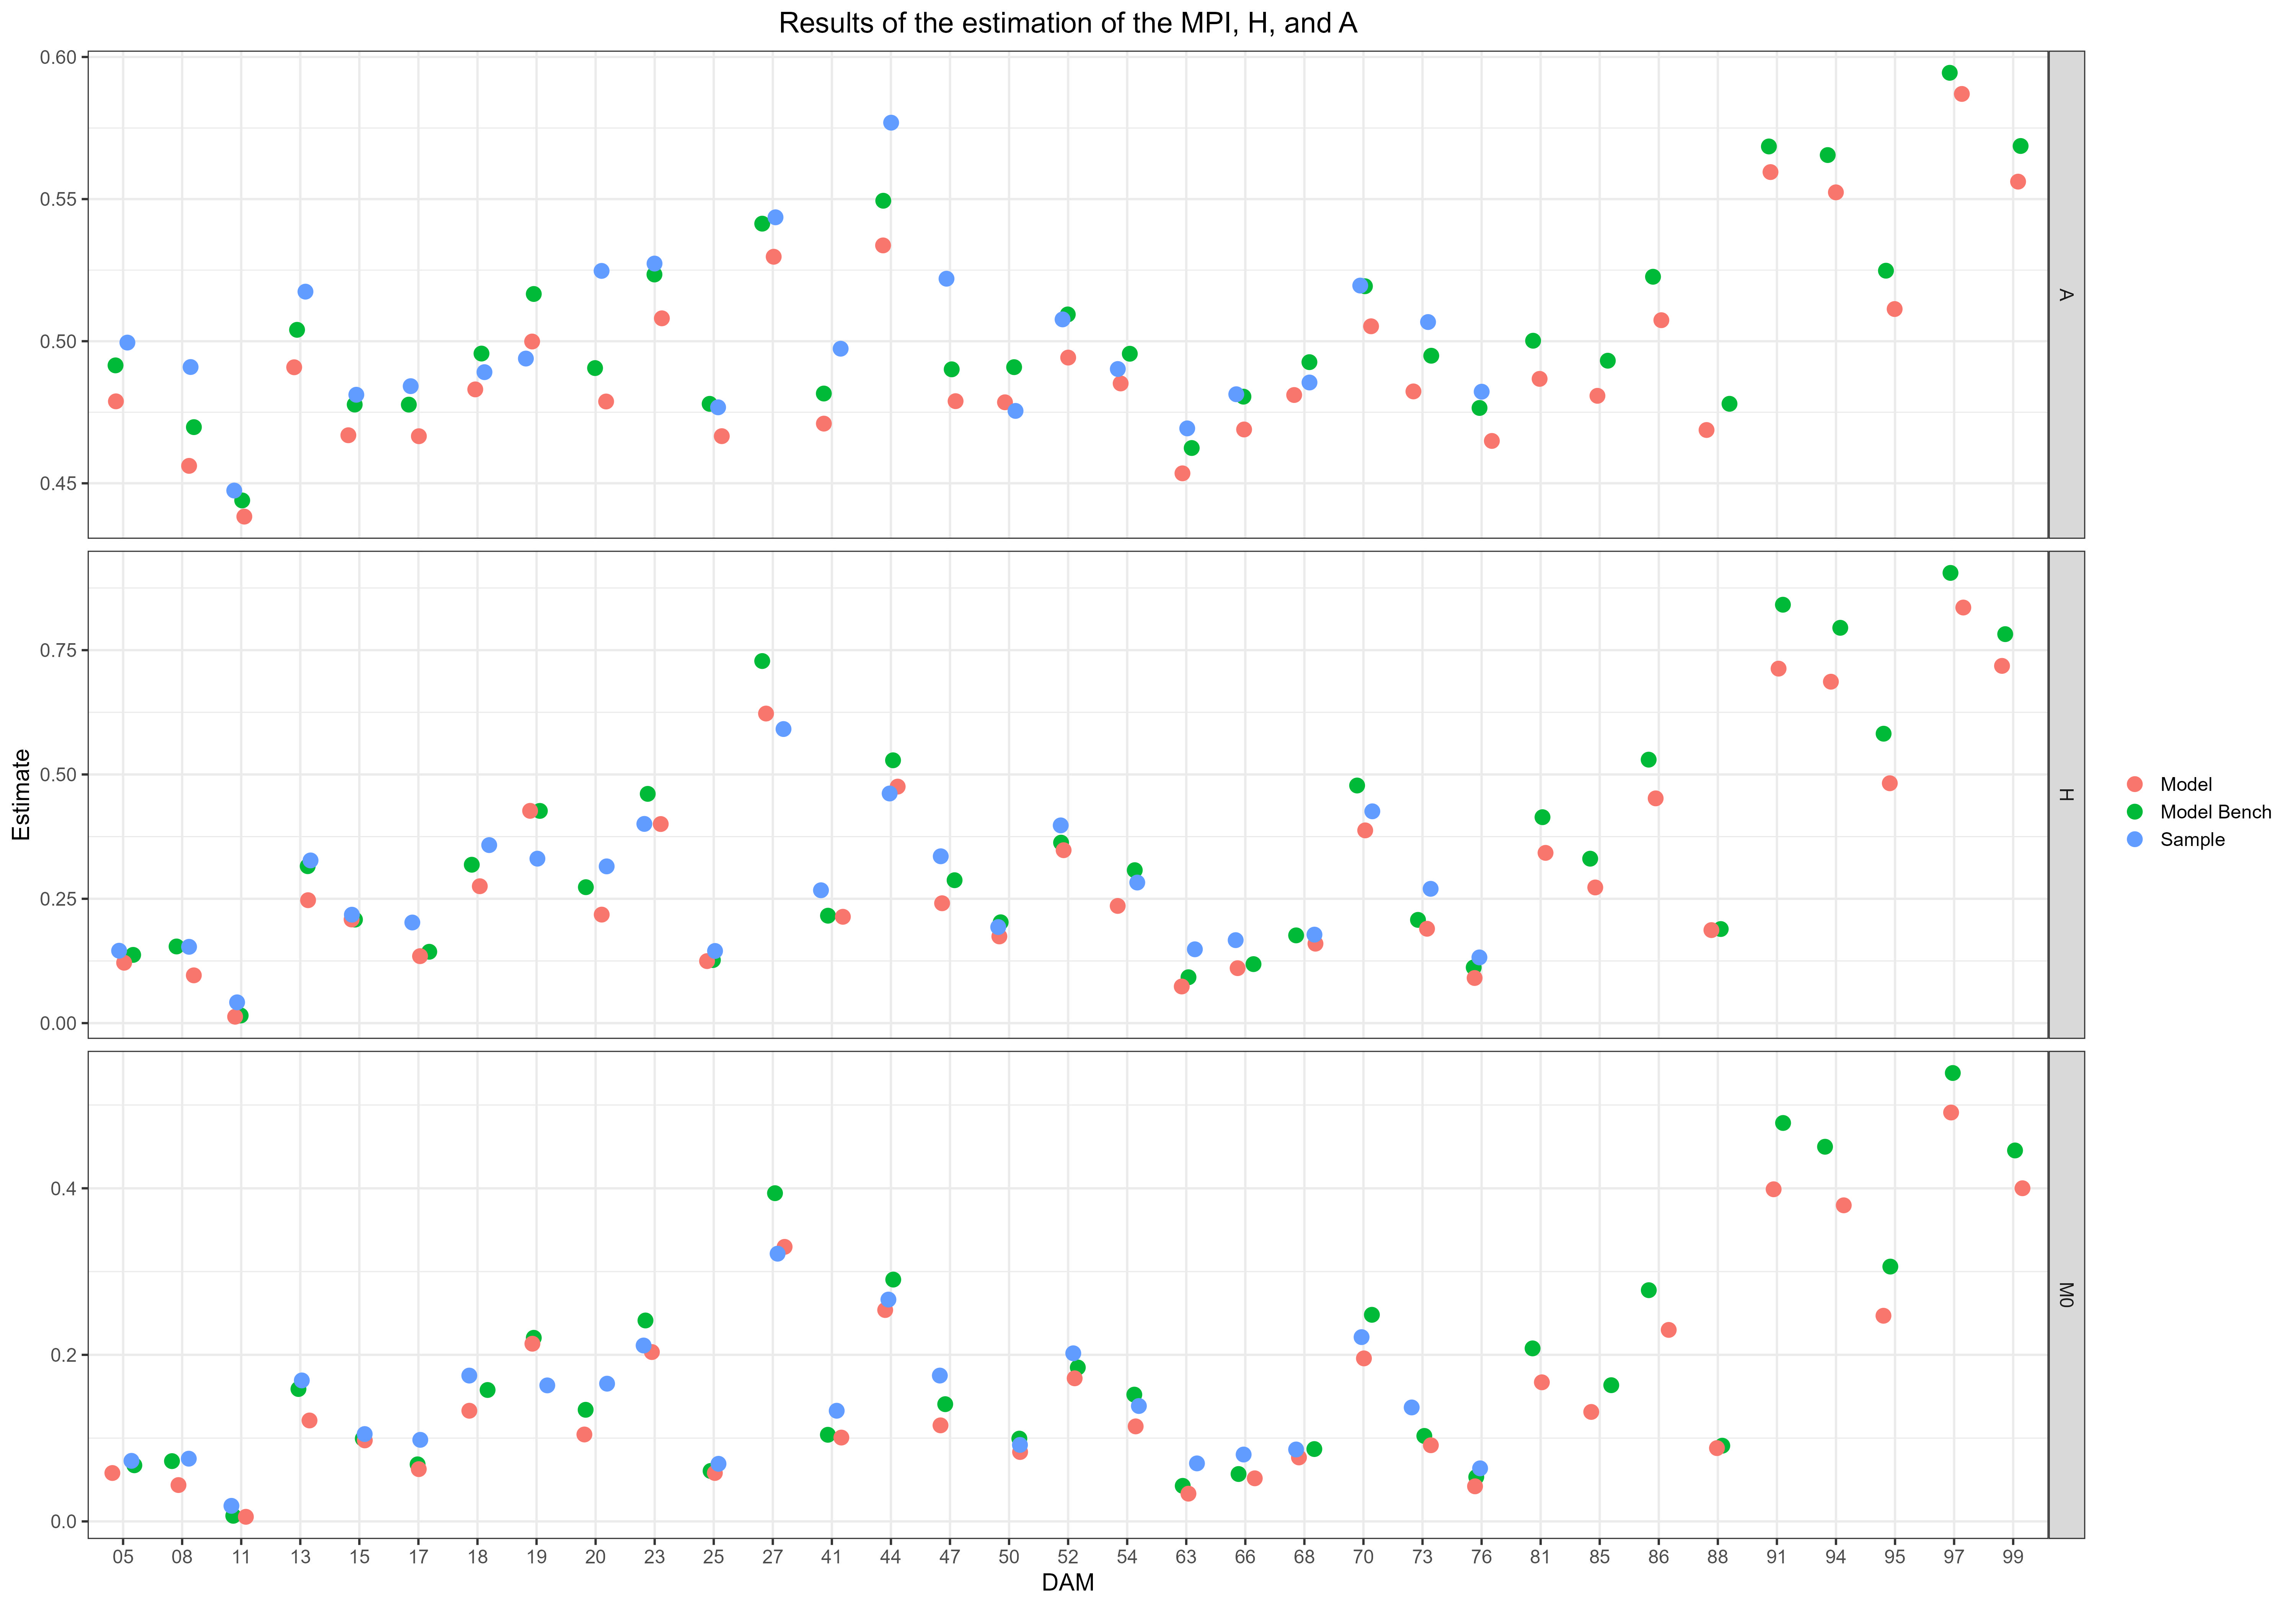 Results of the estimation of the MPI, H, and A
0.60
0.55
0.50
0.45
A
0.75
0.50
0.25
0.00
H
0.4
0.2
0.0
M0
Estimate
05 08 11 13 15 17 18 19 20 23 25 27 41 44 47 50 52 54 63 66 68 70 73 76 81 85 86 88 91 94 95 97 99
DAM
Model
Model Bench
Sample